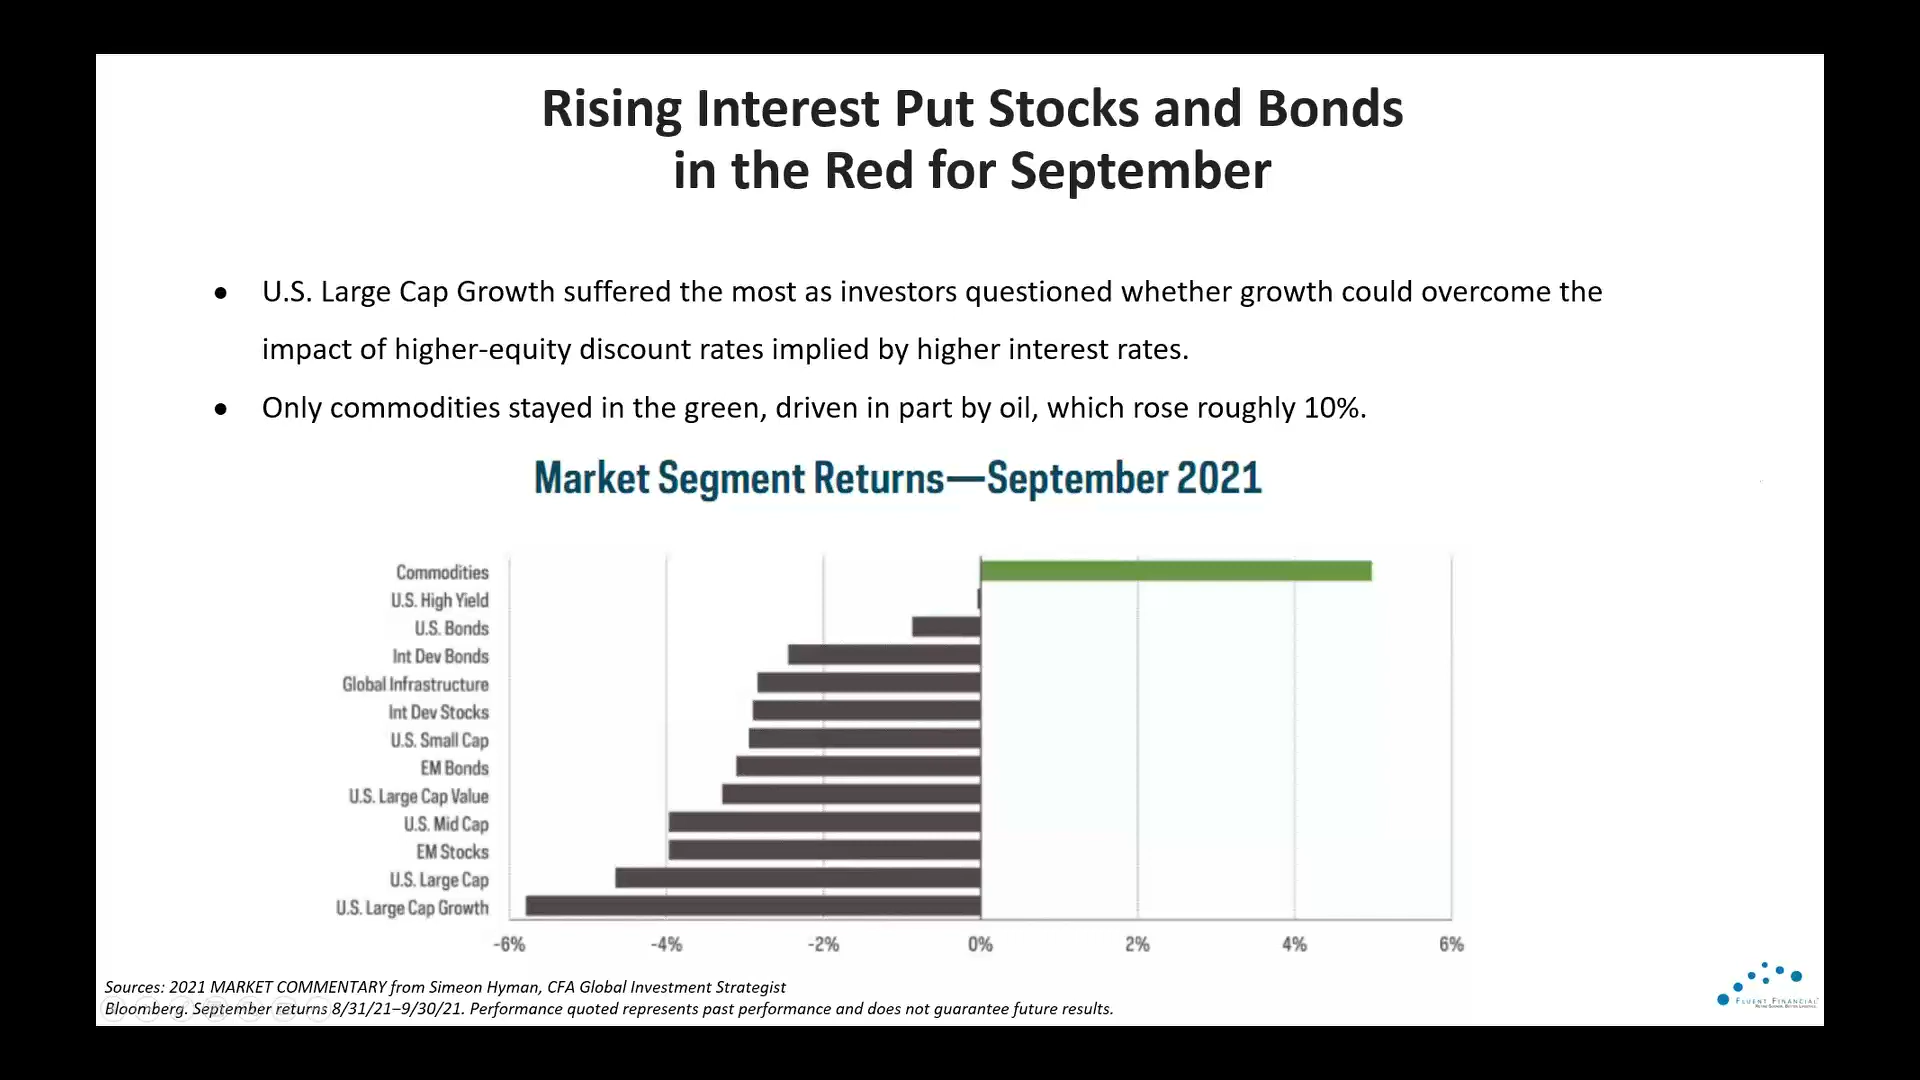 Rising Interest Put Stocks and Bonds
in the Red for September
● U.S. Large Cap Growth suffered the most as investors questioned whether growth could overcome the
impact of higher-equity discount rates implied by higher interest rates.
● Only commodities stayed in the green, driven in part by oil, which rose roughly 10%.
Market Segment Returns—September 2021
Commodities
U.S. High Yield
U.S. Bonds
Int Dev Bonds
Global Infrastructure
Int Dev Stocks
U.S. Small Cap
EM Bonds
U.S. Large Cap Value
U.S. Mid Cap
EM Stocks
U.S. Large Cap
U.S. Large Cap Growth
-6% -4% -2% 0% 2% 4% 6%
Sources: 2021 MARKET COMMENTARY from Simeon Hyman, CFA Global Investment Strategist
Bloomberg. September returns 8/31/21–9/30/21. Performance quoted represents past performance and does not guarantee future results.
FLUENT FINANCIAL